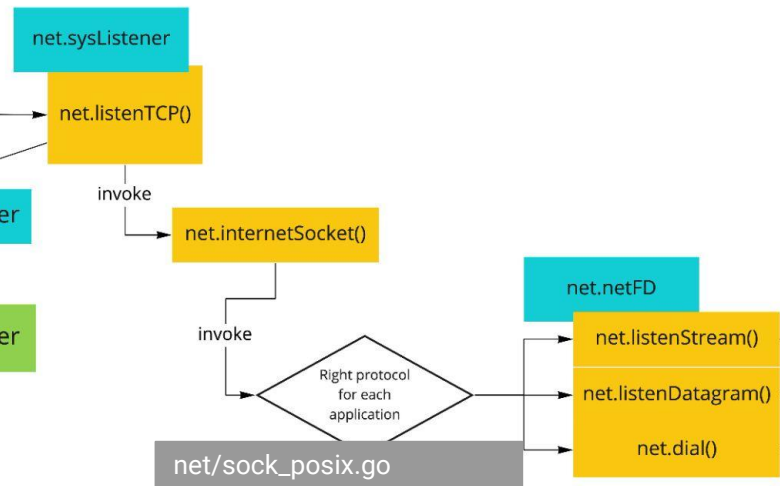 net.sysListener
net.listenTCP()
invoke
er
net.internetSocket()
net.netFD
er
invoke
net.listenStream()
Right protocol
for each
application
net.listenDatagram()
net.dial()
net/sock_posix.go